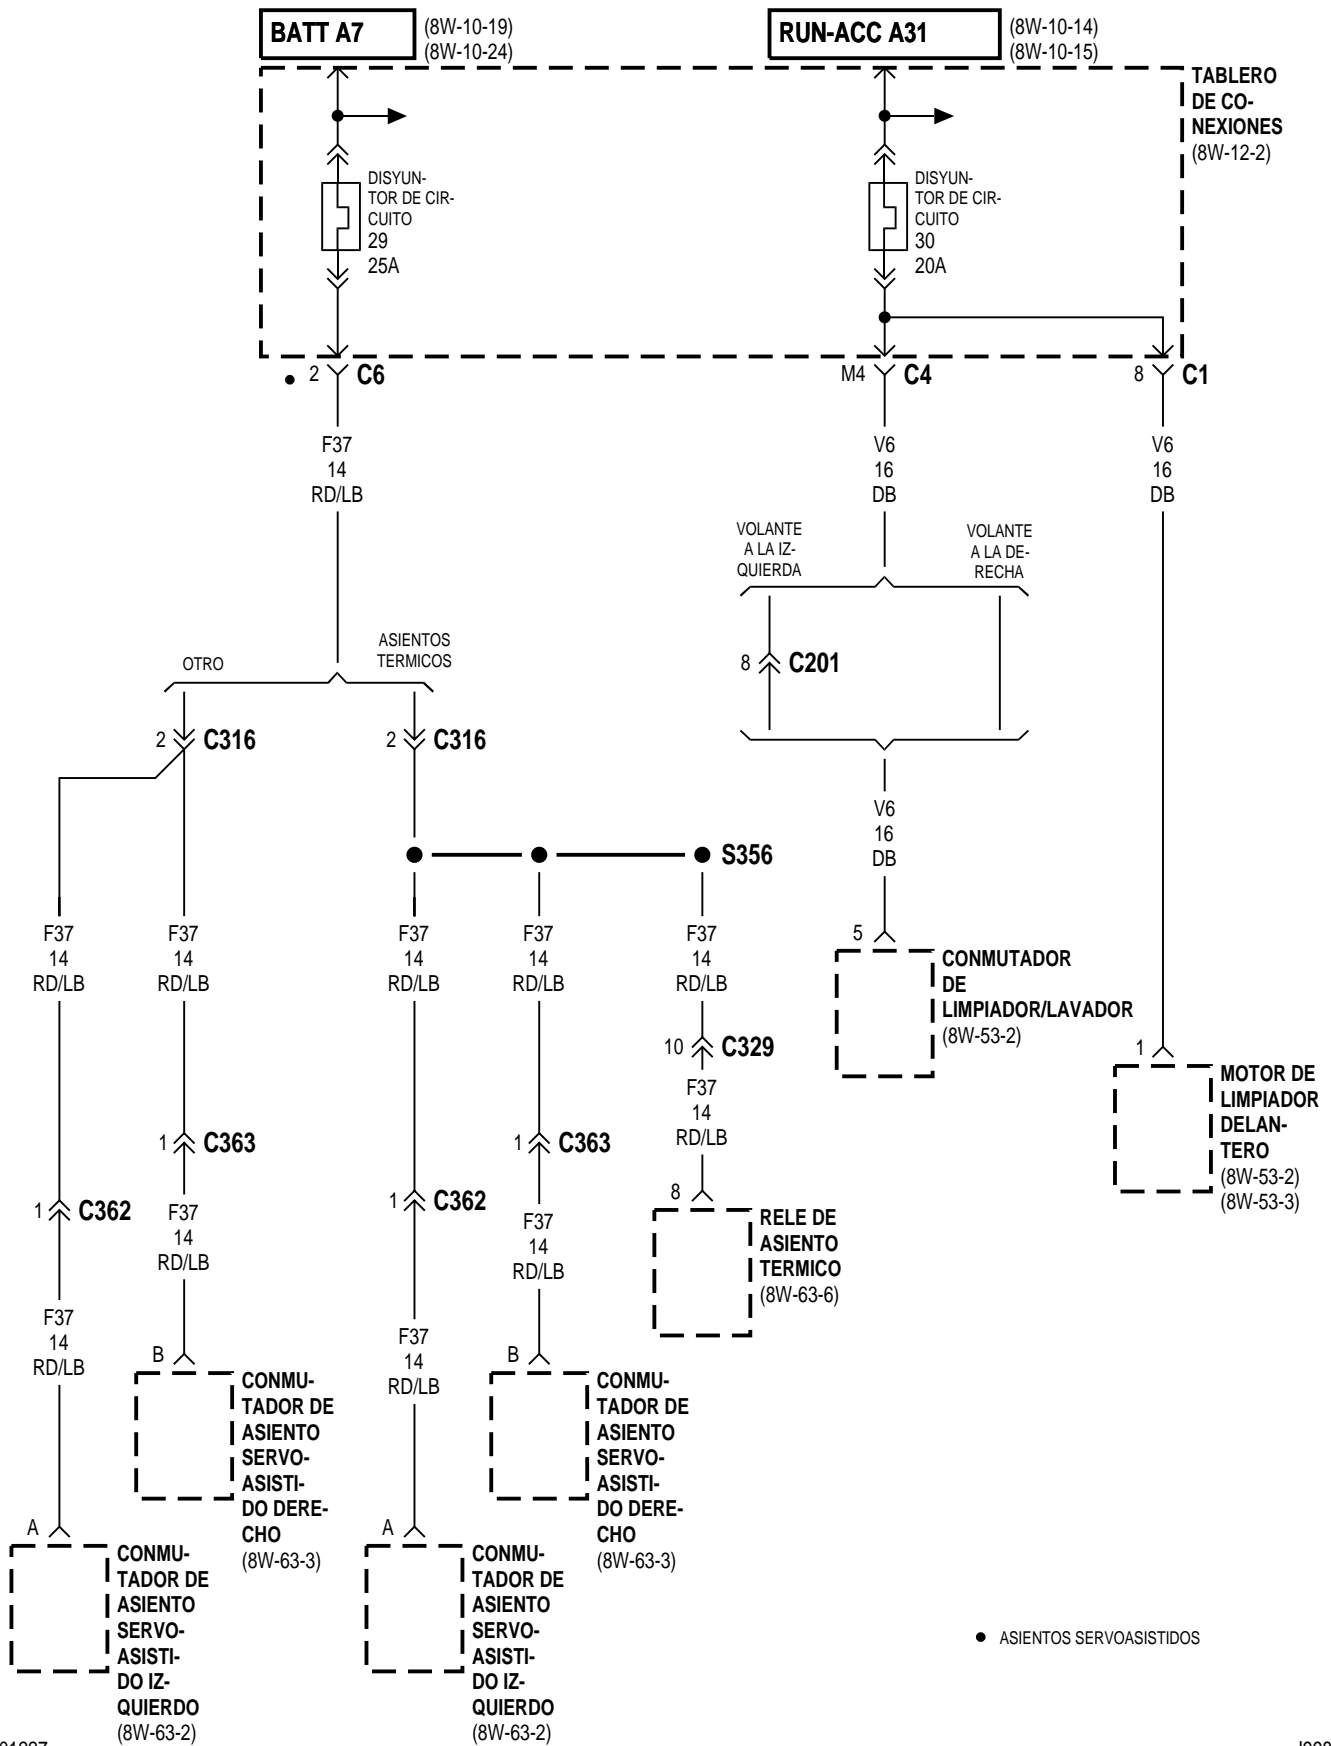 BATT A7
(8W-10-19)
(8W-10-24)
RUN-ACC A31
(8W-10-14)
(8W-10-15)
TABLERO
DE CO-
NEXIONES
(8W-12-2)
DISYUN-
TOR DE CIR-
CUITO
29
25A
DISYUN-
TOR DE CIR-
CUITO
30
20A
2 C6
M4 C4
8 C1
F37
14
RD/LB
V6
16
DB
V6
16
DB
VOLANTE
A LA IZ-
QUIERDA
VOLANTE
A LA DE-
RECHA
8 C201
OTRO
ASIENTOS
TERMICOS
2 C316
2 C316
V6
16
DB
S356
F37
14
RD/LB
F37
14
RD/LB
F37
14
RD/LB
F37
14
RD/LB
F37
14
RD/LB
5
CONMUTADOR
DE
LIMPIADOR/LAVADOR
(8W-53-2)
10 C329
1
MOTOR DE
LIMPIADOR
DELAN-
TERO
(8W-53-2)
(8W-53-3)
F37
14
RD/LB
1 C363
1 C363
1 C362
1 C362
8
RELE DE
ASIENTO
TERMICO
(8W-63-6)
F37
14
RD/LB
F37
14
RD/LB
F37
14
RD/LB
F37
14
RD/LB
B
CONMU-
TADOR DE
ASIENTO
SERVO-
ASISTI-
DO DERE-
CHO
(8W-63-3)
B
CONMU-
TADOR DE
ASIENTO
SERVO-
ASISTI-
DO DERE-
CHO
(8W-63-3)
A
CONMU-
TADOR DE
ASIENTO
SERVO-
ASISTI-
DO IZ-
QUIERDO
(8W-63-2)
A
CONMU-
TADOR DE
ASIENTO
SERVO-
ASISTI-
DO IZ-
QUIERDO
(8W-63-2)
● ASIENTOS SERVOASISTIDOS